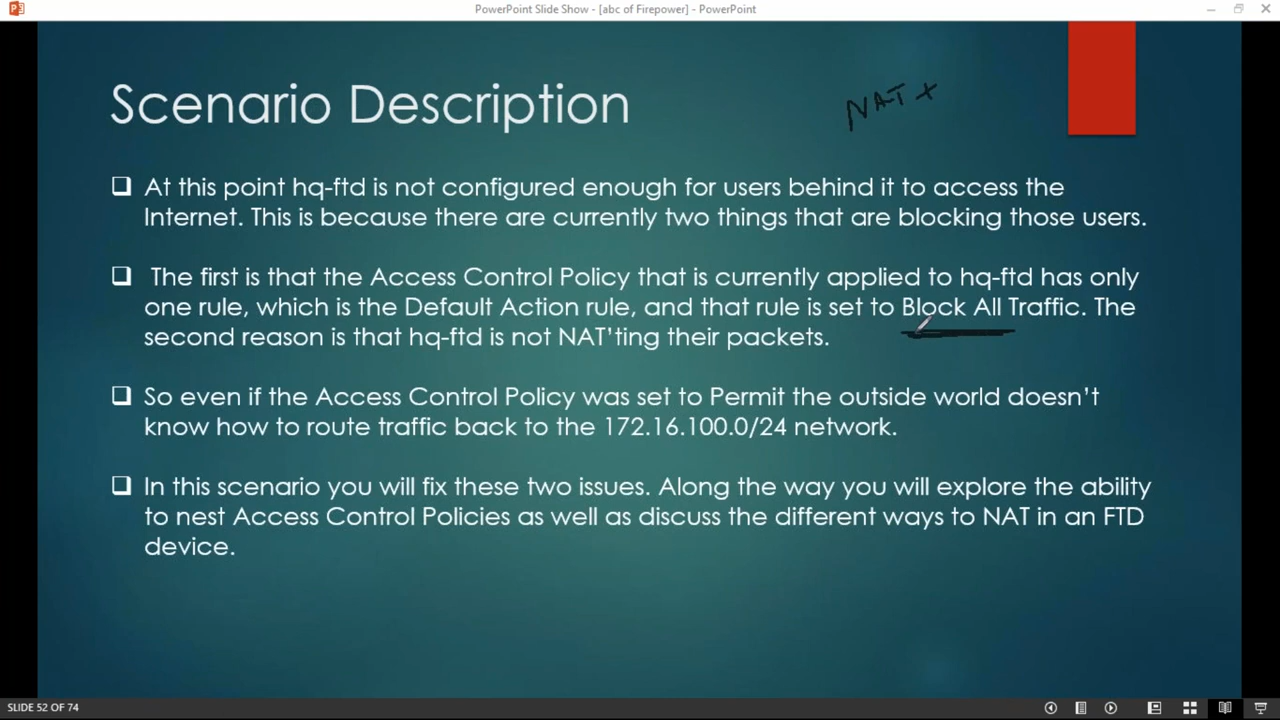 PowerPoint Slide Show - [abc of Firepower] - PowerPoint
Scenario Description
NAT x
At this point hq-ftd is not configured enough for users behind it to access the
Internet. This is because there are currently two things that are blocking those users.
The first is that the Access Control Policy that is currently applied to hq-ftd has only
one rule, which is the Default Action rule, and that rule is set to Block All Traffic. The
second reason is that hq-ftd is not NAT’ting their packets.
So even if the Access Control Policy was set to Permit the outside world doesn’t
know how to route traffic back to the 172.16.100.0/24 network.
In this scenario you will fix these two issues. Along the way you will explore the ability
to nest Access Control Policies as well as discuss the different ways to NAT in an FTD
device.
SLIDE 52 OF 74